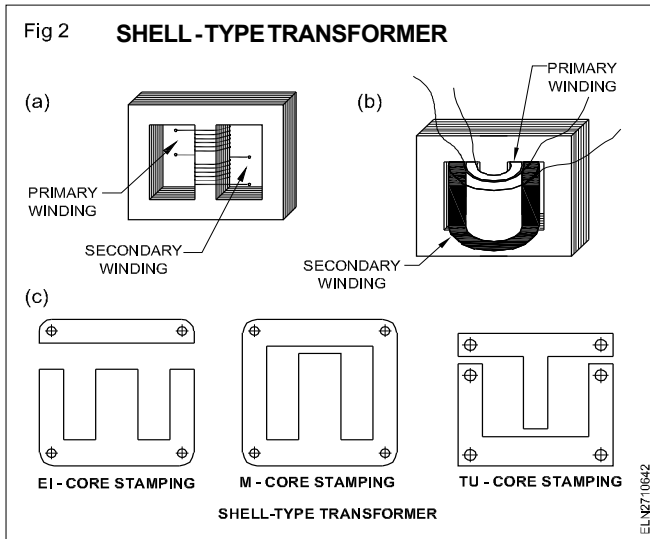 Fig 2 SHELL-TYPE TRANSFORMER
(a)
PRIMARY
WINDING
SECONDARY
WINDING
(b)
PRIMARY
WINDING
SECONDARY
WINDING
(c)
EI - CORE STAMPING
M - CORE STAMPING
TU - CORE STAMPING
SHELL-TYPE TRANSFORMER
ELN2710642